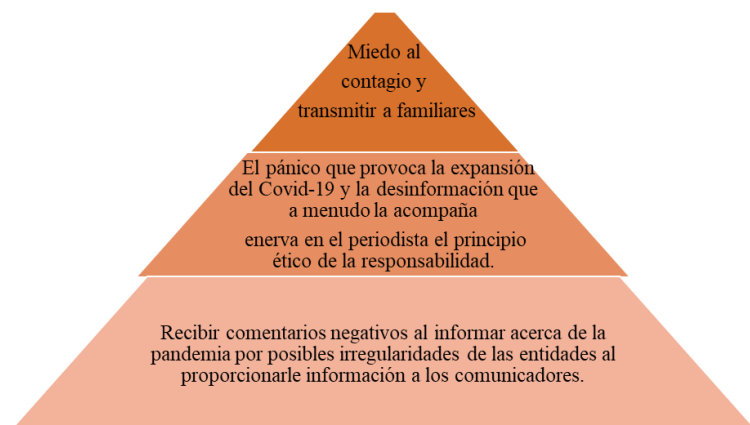 Miedo al
contagio y
transmitir a familiares
El pánico que provoca la expansión
del Covid-19 y la desinformación que
a menudo la acompaña
enerva en el periodista el principio
ético de la responsabilidad.
Recibir comentarios negativos al informar acerca de la
pandemia por posibles irregularidades de las entidades al
proporcionarle información a los comunicadores.